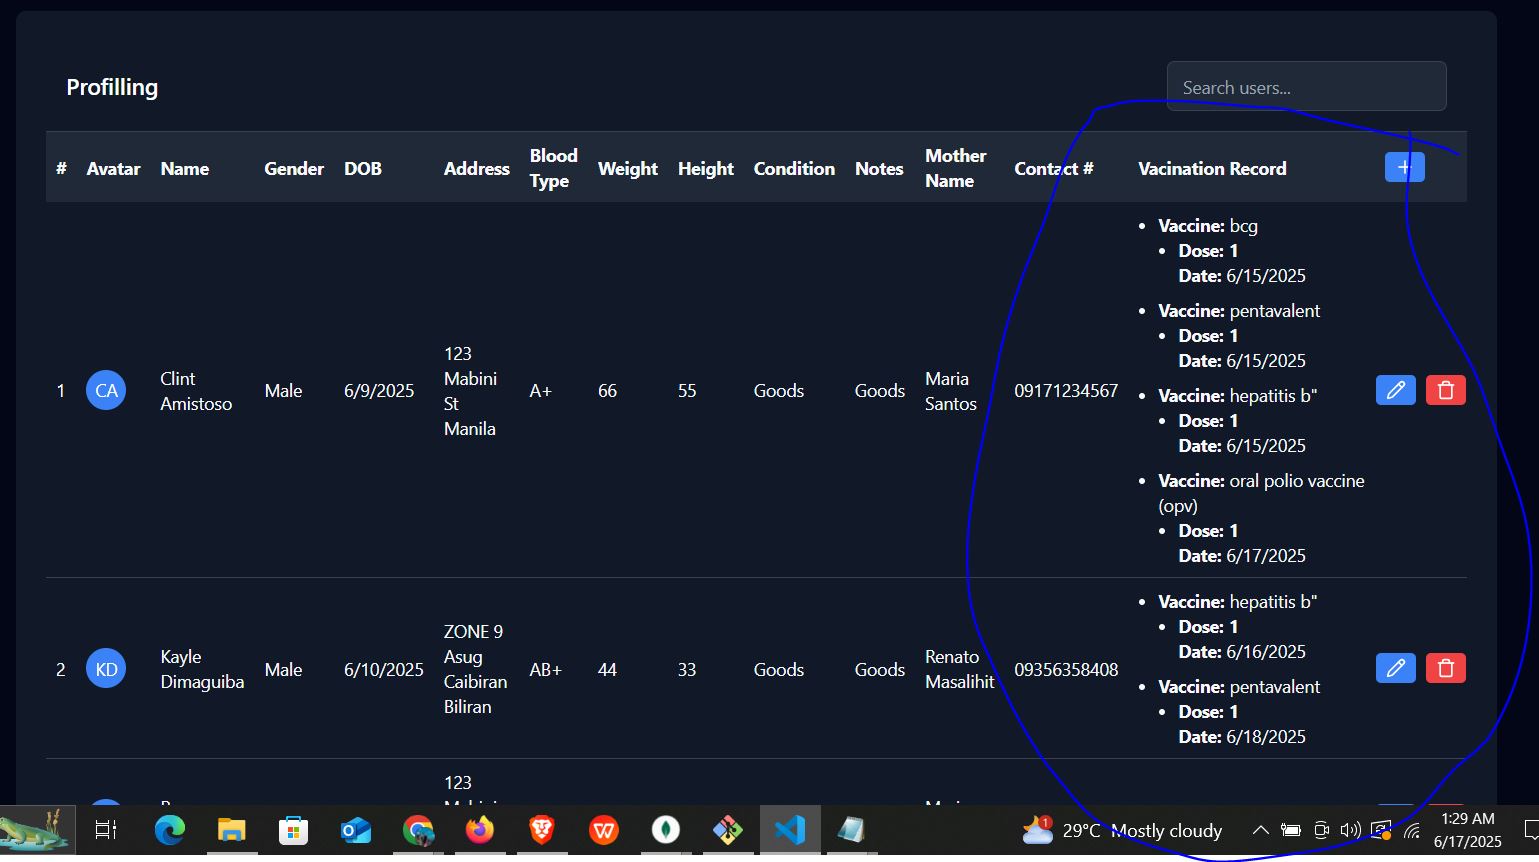 Profilling
Search users...
# Avatar Name Gender DOB Address Blood Type Weight Height Condition Notes Mother Name Contact # Vacination Record +
1 CA Clint Amistoso Male 6/9/2025 123 Mabini St Manila A+ 66 55 Goods Goods Maria Santos 09171234567
Vaccine: bcg
Dose: 1
Date: 6/15/2025
Vaccine: pentavalent
Dose: 1
Date: 6/15/2025
Vaccine: hepatitis b"
Dose: 1
Date: 6/15/2025
Vaccine: oral polio vaccine
(opv)
Dose: 1
Date: 6/17/2025
2 KD Kayle Dimaguiba Male 6/10/2025 ZONE 9 Asug Caibiran Biliran AB+ 44 33 Goods Goods Renato Masalihit 09356358408
Vaccine: hepatitis b"
Dose: 1
Date: 6/16/2025
Vaccine: pentavalent
Dose: 1
Date: 6/18/2025
123
1
29°C Mostly cloudy
1:29 AM
6/17/2025